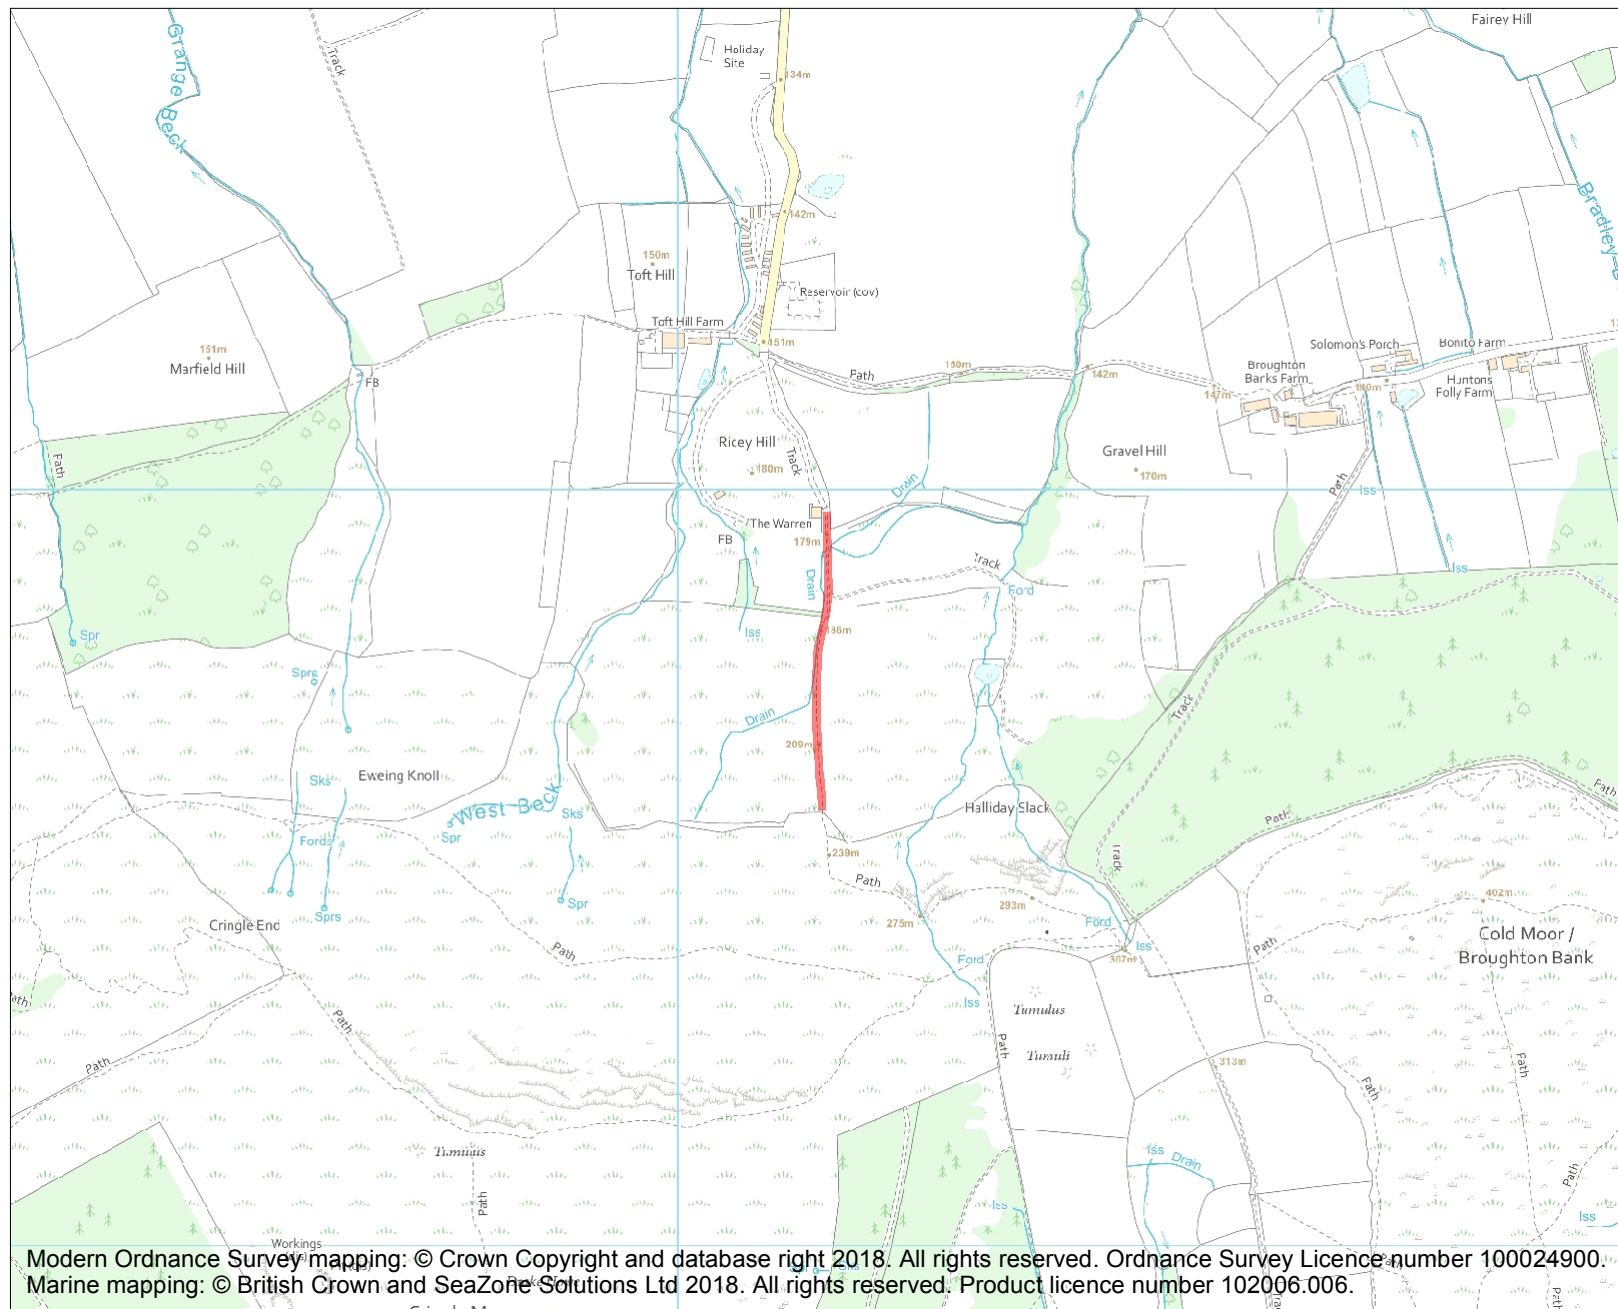 Fairey Hill
Grange Beck
Track
Holiday
Site
134m
142m
150m
Toft Hill
Reservoir (cov)
Toft Hill Farm
151m
Bradley
151m
Marfield Hill
FB
Path
150m
142m
147m
Broughton
Barks Farm
Solomon's Porch
Bonito Farm
Huntons
Folly Farm
Ricey Hill
180m
Track
Gravel Hill
170m
Path
Drain
Path
Iss
The Warren
179m
FB
Drain
Track
Ford
Iss
Spr
Iss
186m
Sprs
Track
Drain
209m
Eweing Knoll
Sks
West Beck
Sks
Spr
Halliday Slack
Path
Path
Fords
Track
239m
Path
402m
Spr
Sprs
293m
275m
Ford
Cringle End
Path
Ford
Iss
307m
Path
Cold Moor /
Broughton Bank
Iss
Path
Tumulus
Path
Tumuli
Path
313m
Path
Path
Tumulus
Iss Drain
Path
Path
Iss
Iss
Workings
Modern Ordnance Survey mapping: © Crown Copyright and database right 2018. All rights reserved. Ordnance Survey Licence number 100024900.
Marine mapping: © British Crown and SeaZone Solutions Ltd 2018. All rights reserved. Product licence number 102006.006.